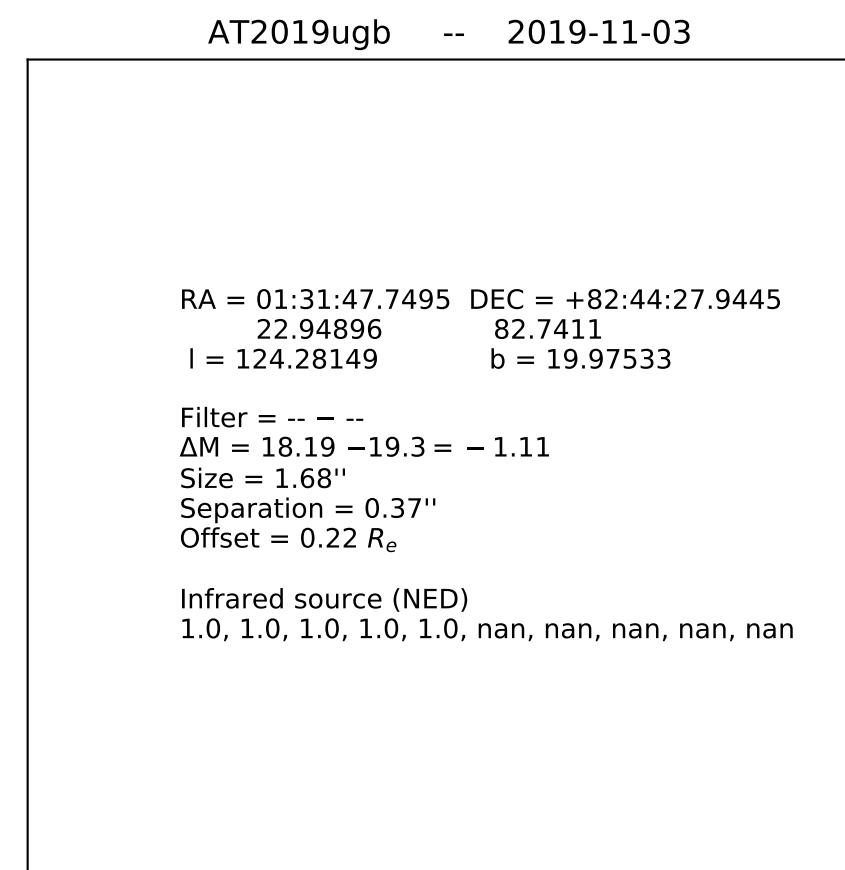 AT2019ugb -- 2019-11-03
RA = 01:31:47.7495 DEC = +82:44:27.9445
22.94896 82.7411
l = 124.28149 b = 19.97533
Filter = -- − --
ΔM = 18.19 −19.3 = − 1.11
Size = 1.68''
Separation = 0.37''
Offset = 0.22 Re
Infrared source (NED)
1.0, 1.0, 1.0, 1.0, 1.0, nan, nan, nan, nan, nan